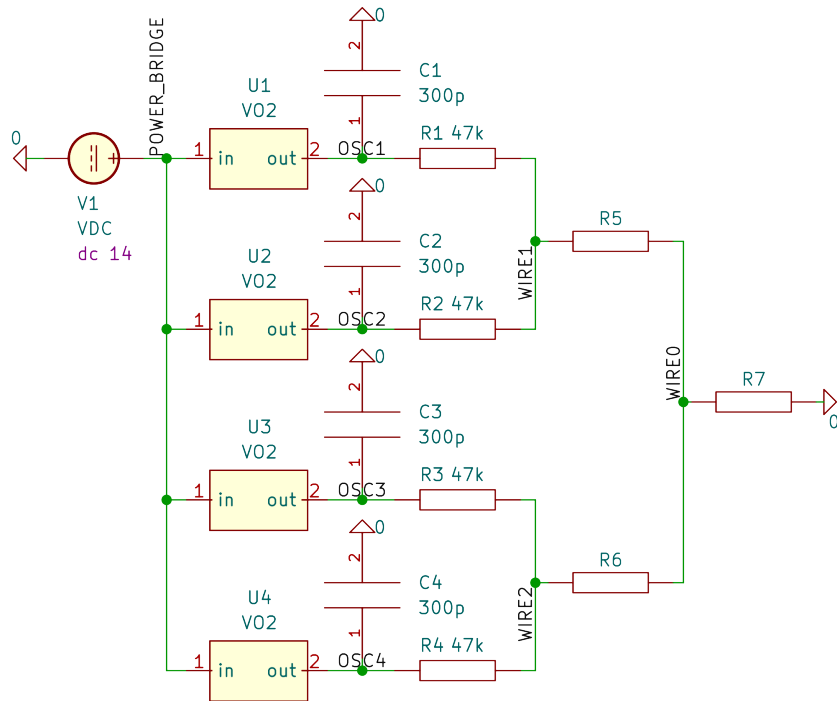 POWER_BRIDGE
0
V1
VDC
dc 14
U1
VO2
1
in
out
2
OSC1
0
2
C1
300p
1
R1 47k
U2
VO2
1
in
out
2
OSC2
0
2
C2
300p
1
R2 47k
WIRE1
R5
U3
VO2
1
in
out
2
OSC3
0
2
C3
300p
1
R3 47k
WIRE0
R7
0
U4
VO2
1
in
out
2
OSC4
0
2
C4
300p
1
R4 47k
WIRE2
R6